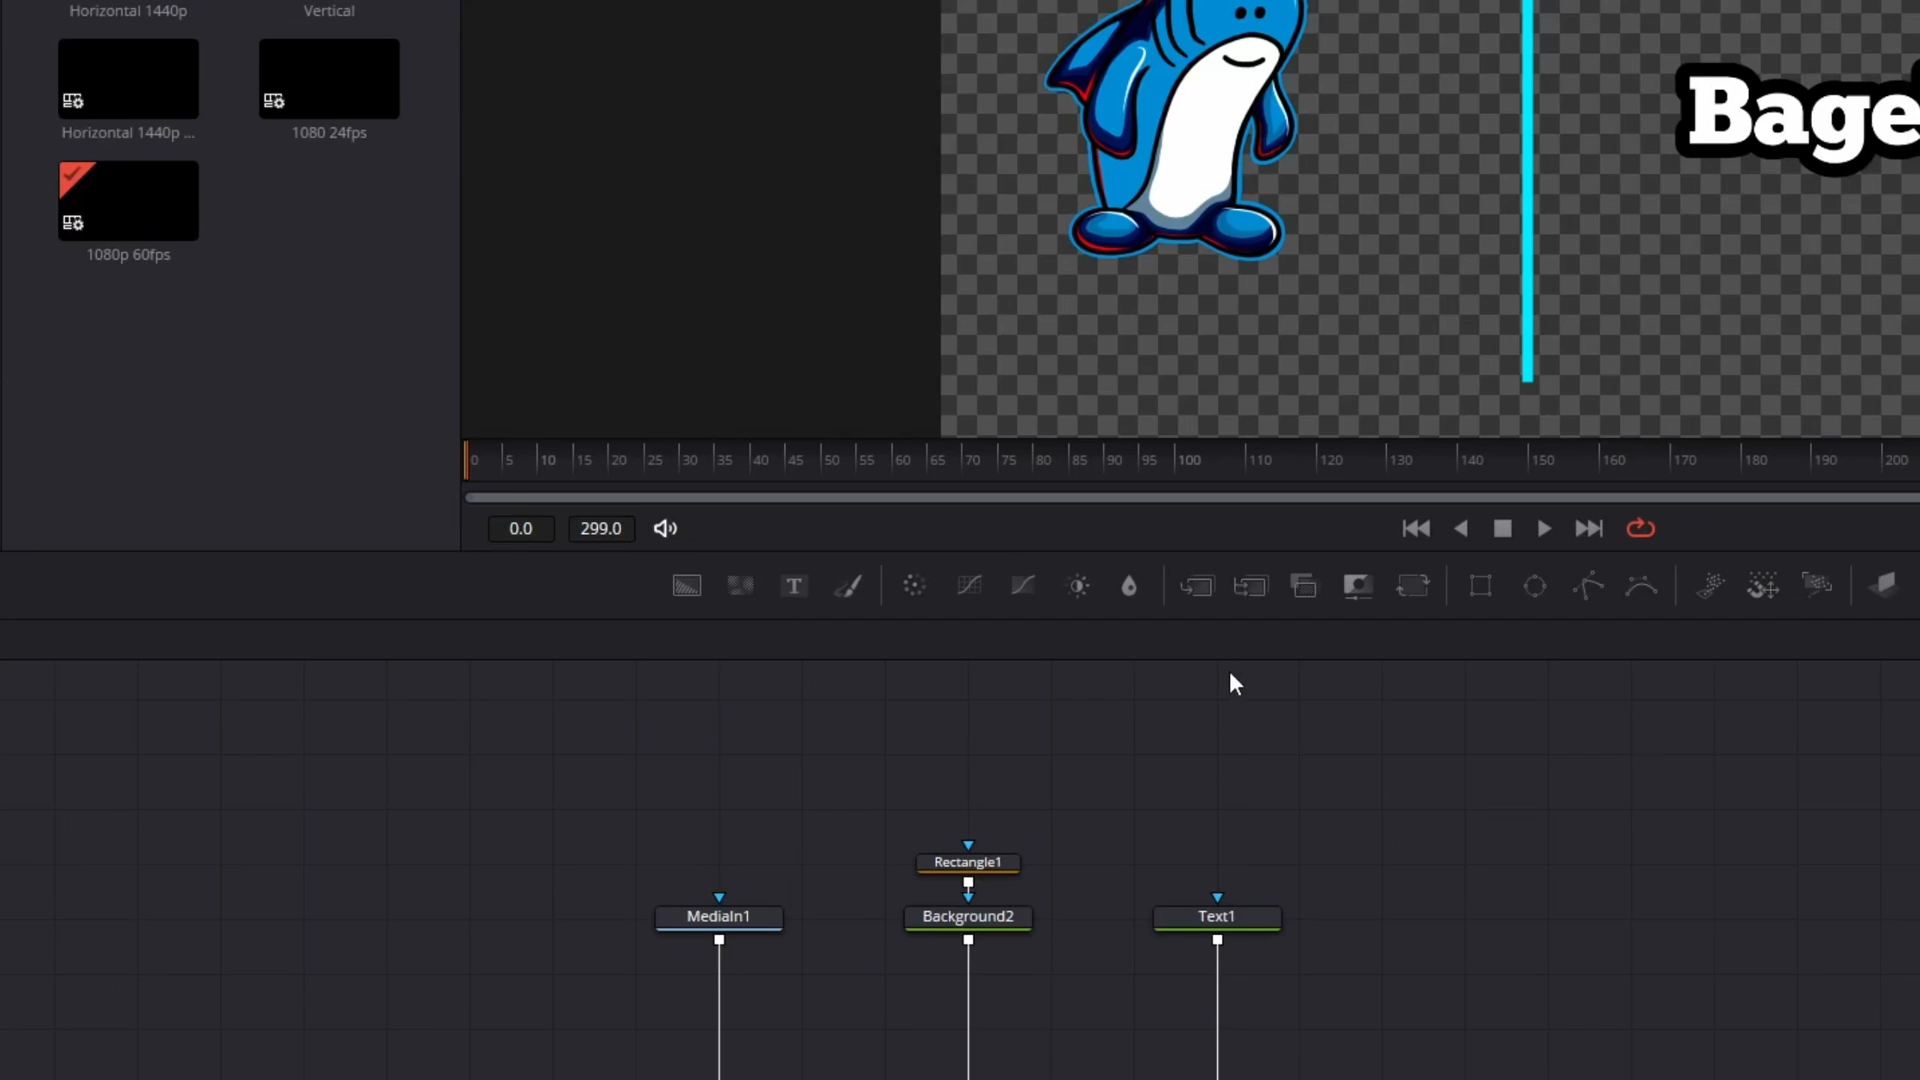 Horizontal 1440p
Vertical
Bage
Horizontal 1440p ...
1080 24fps
1080p 60fps
0 5 10 15 20 25 30 35 40 45 50 55 60 65 70 75 80 85 90 95 100 110 120 130 140 150 160 170 180 190 200
0.0
299.0
T
Rectangle1
MediaIn1
Background2
Text1